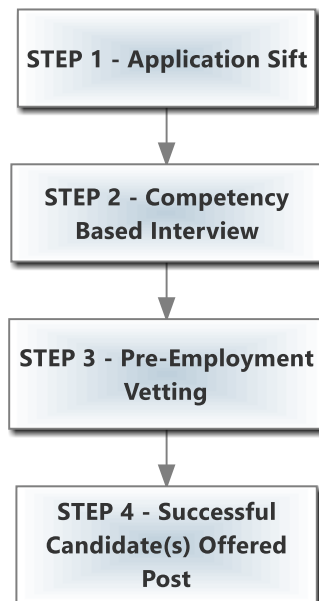 STEP 1 - Application Sift
STEP 2 - Competency
Based Interview
STEP 3 - Pre-Employment
Vetting
STEP 4 - Successful
Candidate(s) Offered
Post